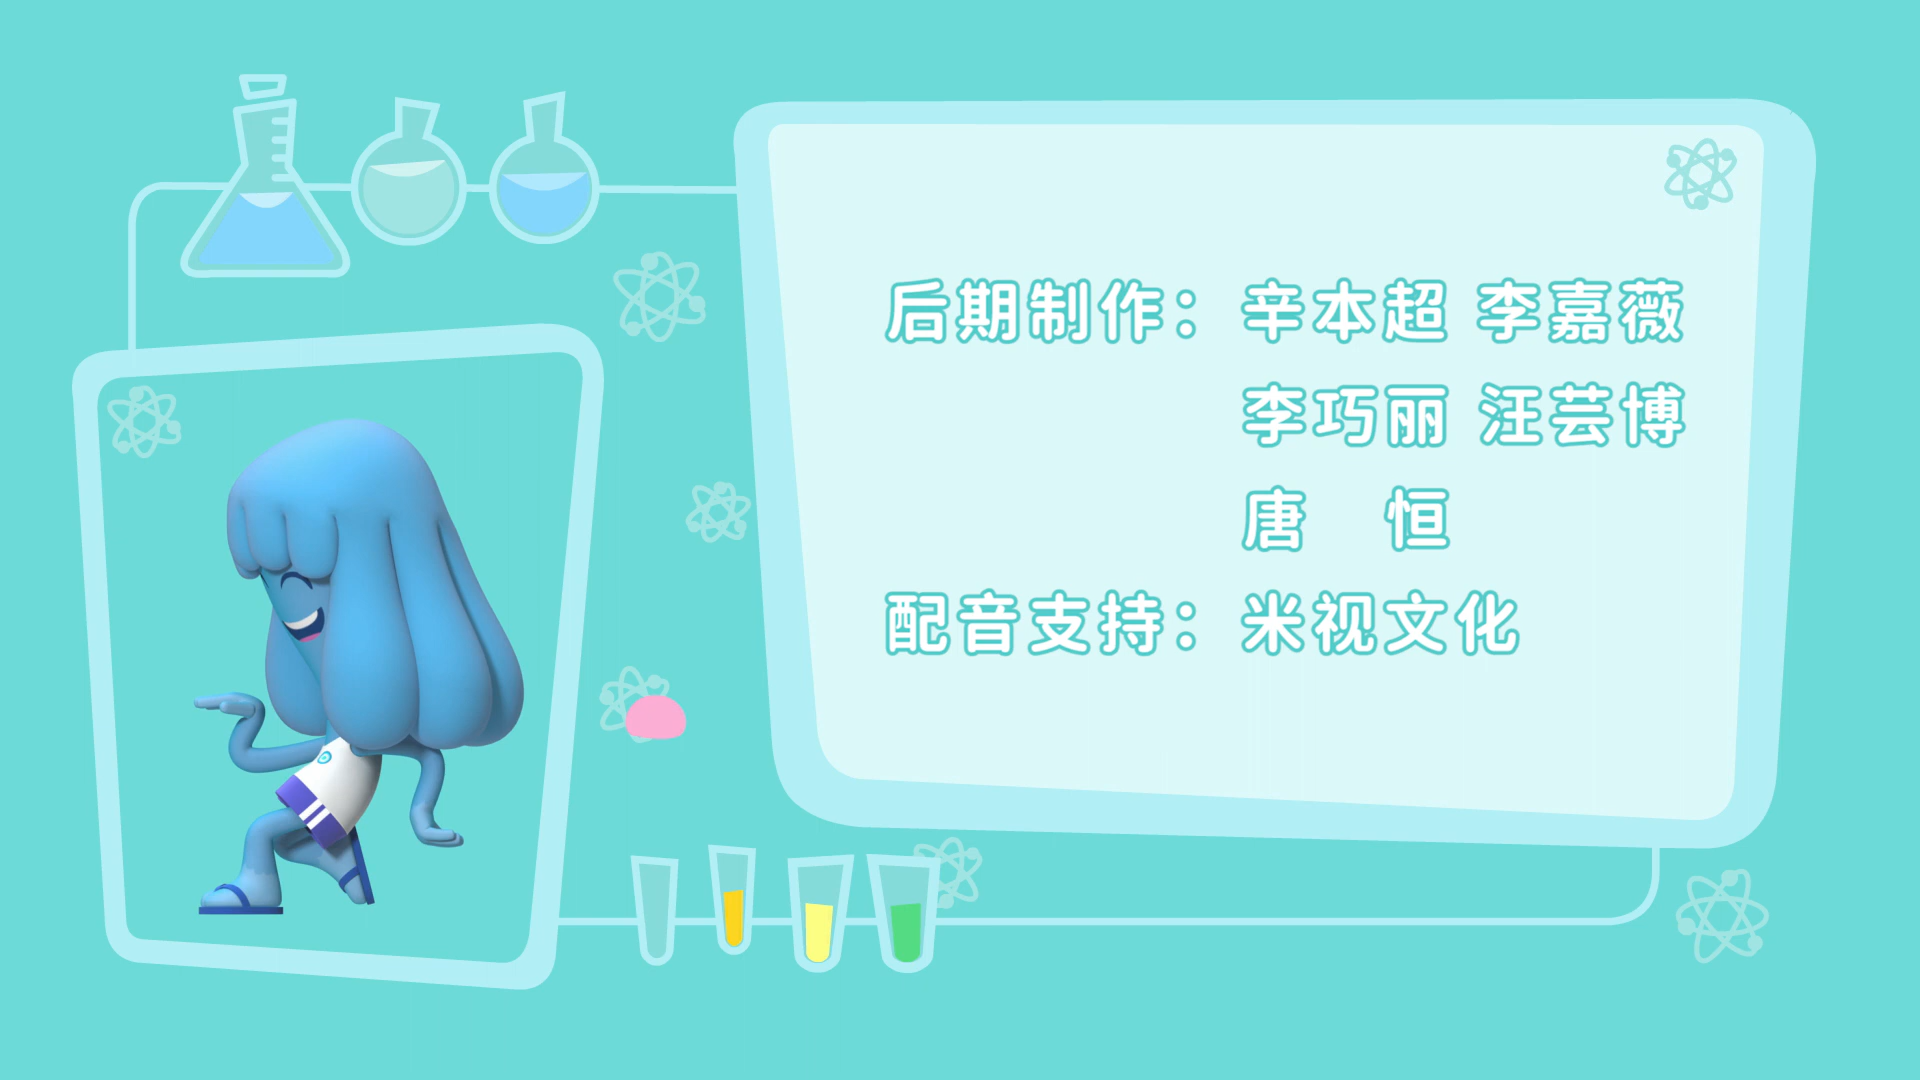 后期制作：辛本超 李嘉薇
李巧丽 汪芸博
唐 恒
配音支持：米视文化